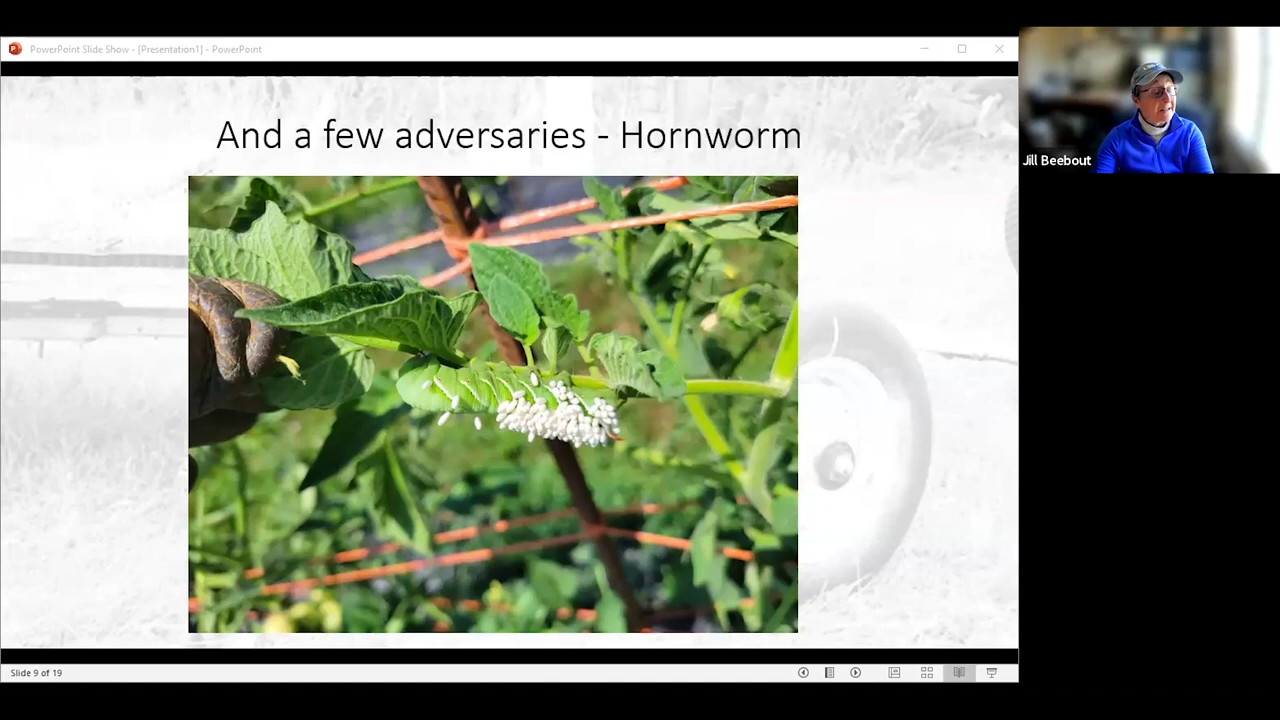 PowerPoint Slide Show - [Presentation1] - PowerPoint
And a few adversaries - Hornworm
Jill Beebout
Slide 9 of 19